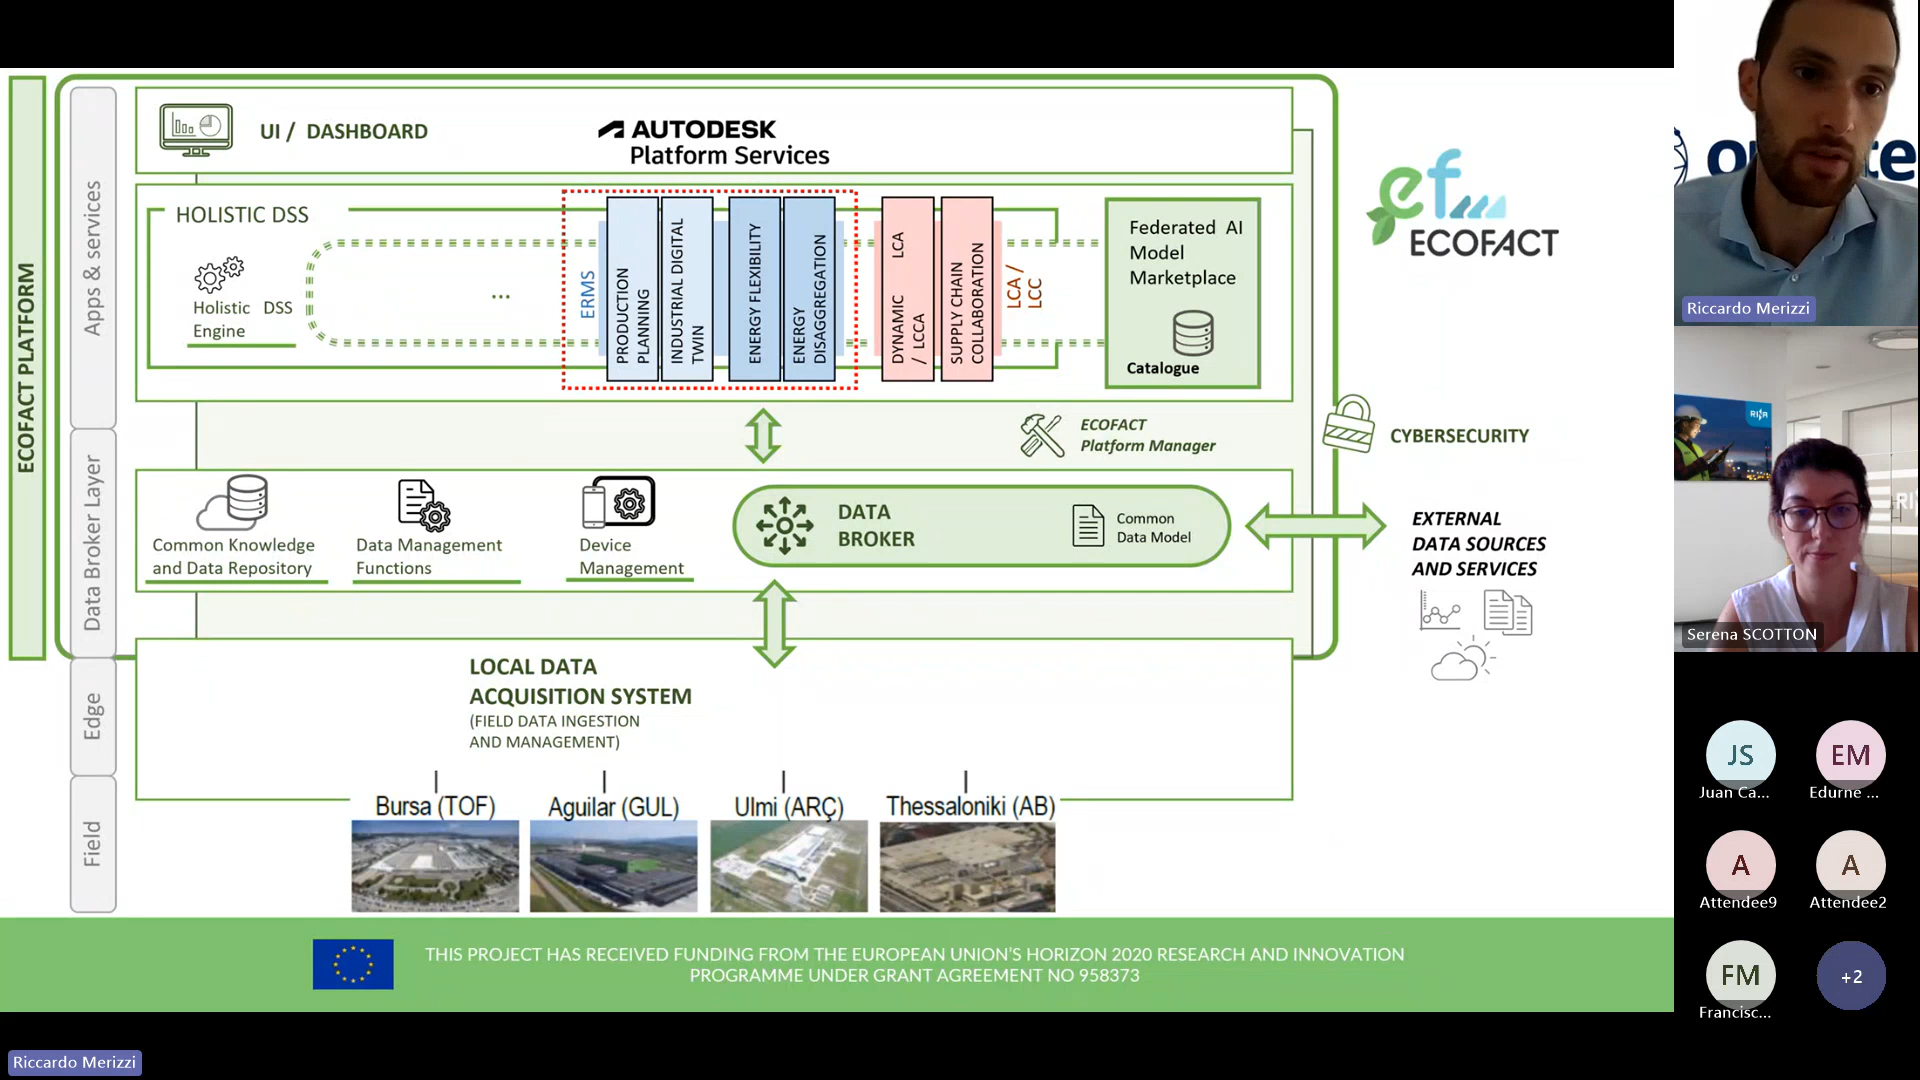 ECOFACT PLATFORM
Apps & services
Data Broker Layer
Edge
Field
UI / DASHBOARD
AUTODESK
Platform Services
HOLISTIC DSS
Holistic DSS
Engine
...
ERMS
PRODUCTION
PLANNING
INDUSTRIAL DIGITAL
TWIN
ENERGY FLEXIBILITY
ENERGY
DISAGGREGATION
DYNAMIC LCA
/ LCCA
SUPPLY CHAIN
COLLABORATION
LCA /
LCC
Federated AI
Model
Marketplace
Catalogue
ECOFACT
Platform Manager
Common Knowledge
and Data Repository
Data Management
Functions
Device
Management
DATA
BROKER
Common
Data Model
LOCAL DATA
ACQUISITION SYSTEM
(FIELD DATA INGESTION
AND MANAGEMENT)
Bursa (TOF)
Aguilar (GUL)
Ulmi (ARÇ)
Thessaloniki (AB)
ef
ECOFACT
CYBERSECURITY
EXTERNAL
DATA SOURCES
AND SERVICES
THIS PROJECT HAS RECEIVED FUNDING FROM THE EUROPEAN UNION'S HORIZON 2020 RESEARCH AND INNOVATION
PROGRAMME UNDER GRANT AGREEMENT NO 958373
Riccardo Merizzi
Riccardo Merizzi
RINA
Serena SCOTTON
JS
Juan Ca...
EM
Edurne ...
A
Attendee9
A
Attendee2
FM
Francisc...
+2